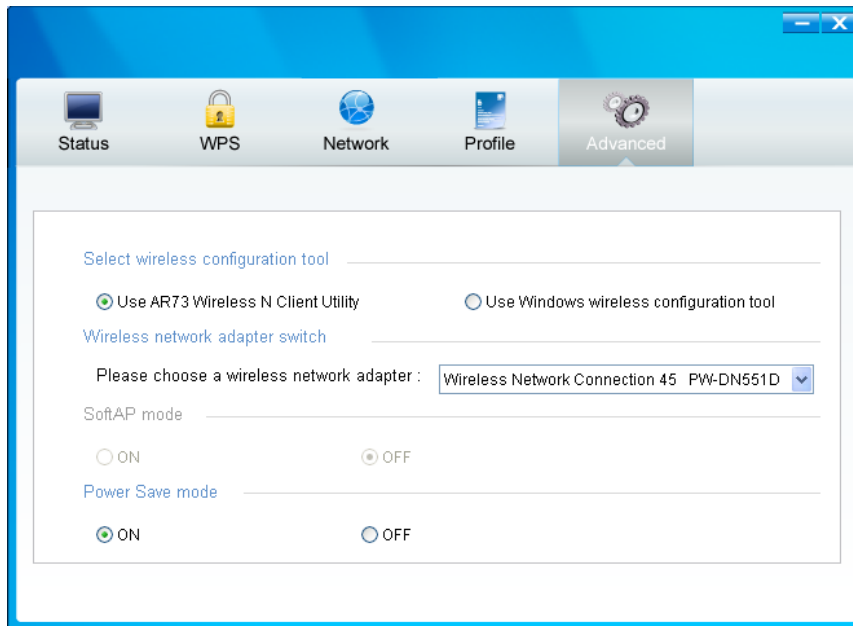 Status WPS Network Profile Advanced
Select wireless configuration tool
Use AR73 Wireless N Client Utility Use Windows wireless configuration tool
Wireless network adapter switch
Please choose a wireless network adapter : Wireless Network Connection 45 PW-DN551D
SoftAP mode
ON OFF
Power Save mode
ON OFF